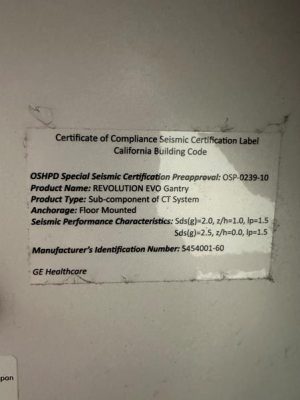 Certificate of Compliance Seismic Certification Label
California Building Code
OSHPD Special Seismic Certification Preapproval: OSP-0239-10
Product Name: REVOLUTION EVO Gantry
Product Type: Sub-component of CT System
Anchorage: Floor Mounted
Seismic Performance Characteristics: Sds(g)=2.0, z/h=1.0, Ip=1.5
Sds(g)=2.5, z/h=0.0, Ip=1.5
Manufacturer's Identification Number: 5454001-60
GE Healthcare
pan